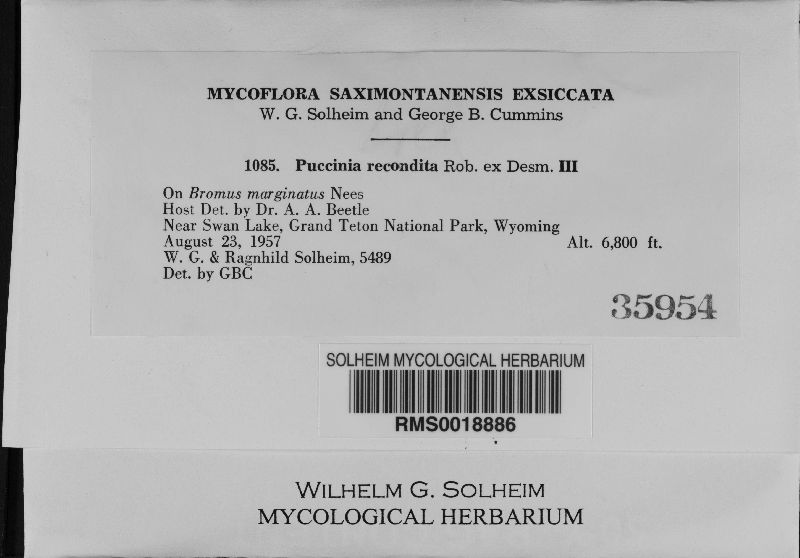 MYCOFLORA SAXIMONTANENSIS EXSICCATA
W. G. Solheim and George B. Cummins
1085. Puccinia recondita Rob. ex Desm. III
On Bromus marginatus Nees
Host Det. by Dr. A. A. Beetle
Near Swan Lake, Grand Teton National Park, Wyoming
August 23, 1957 Alt. 6,800 ft.
W. G. & Ragnhild Solheim, 5489
Det. by GBC
35954
SOLHEIM MYCOLOGICAL HERBARIUM
RMS0018886
WILHELM G. SOLHEIM
MYCOLOGICAL HERBARIUM